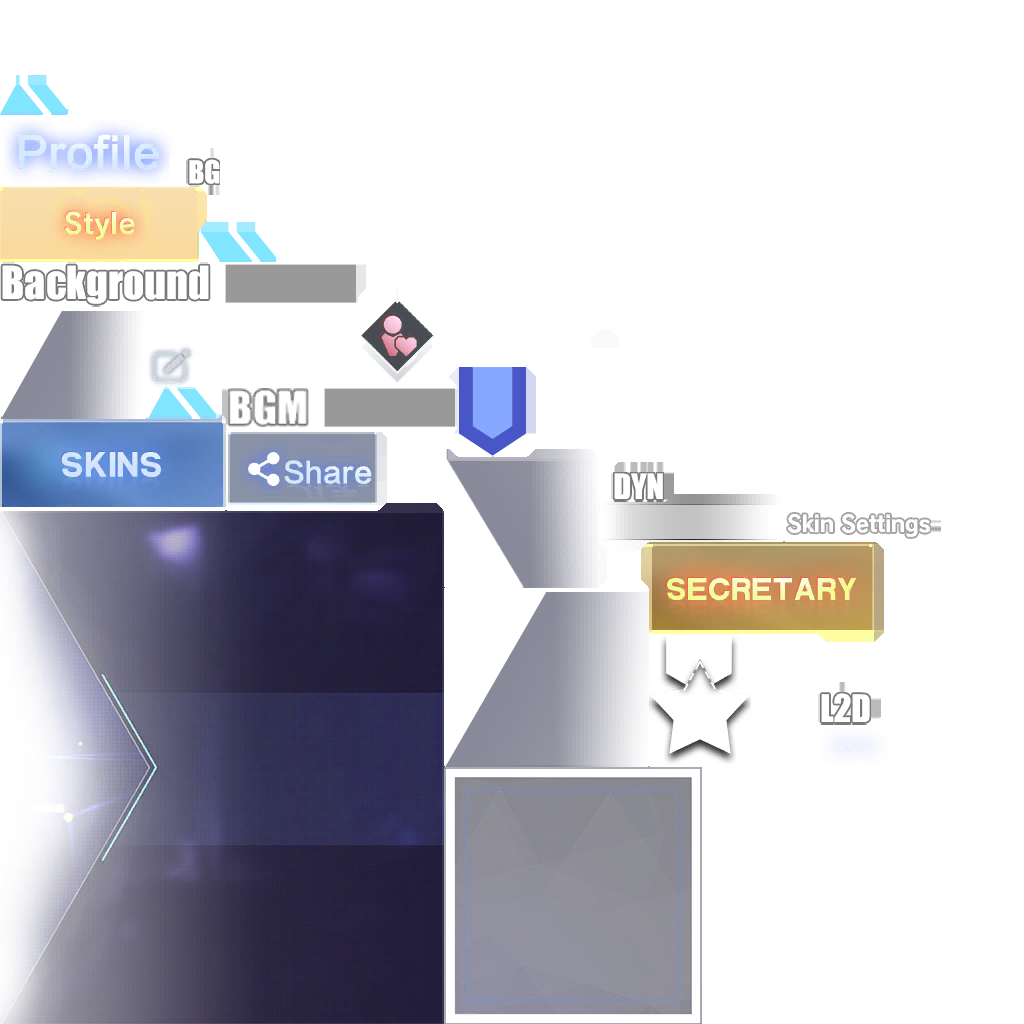 Profile
BG
Style
Background
BGM
SKINS
Share
DYN
Skin Settings
SECRETARY
L2D